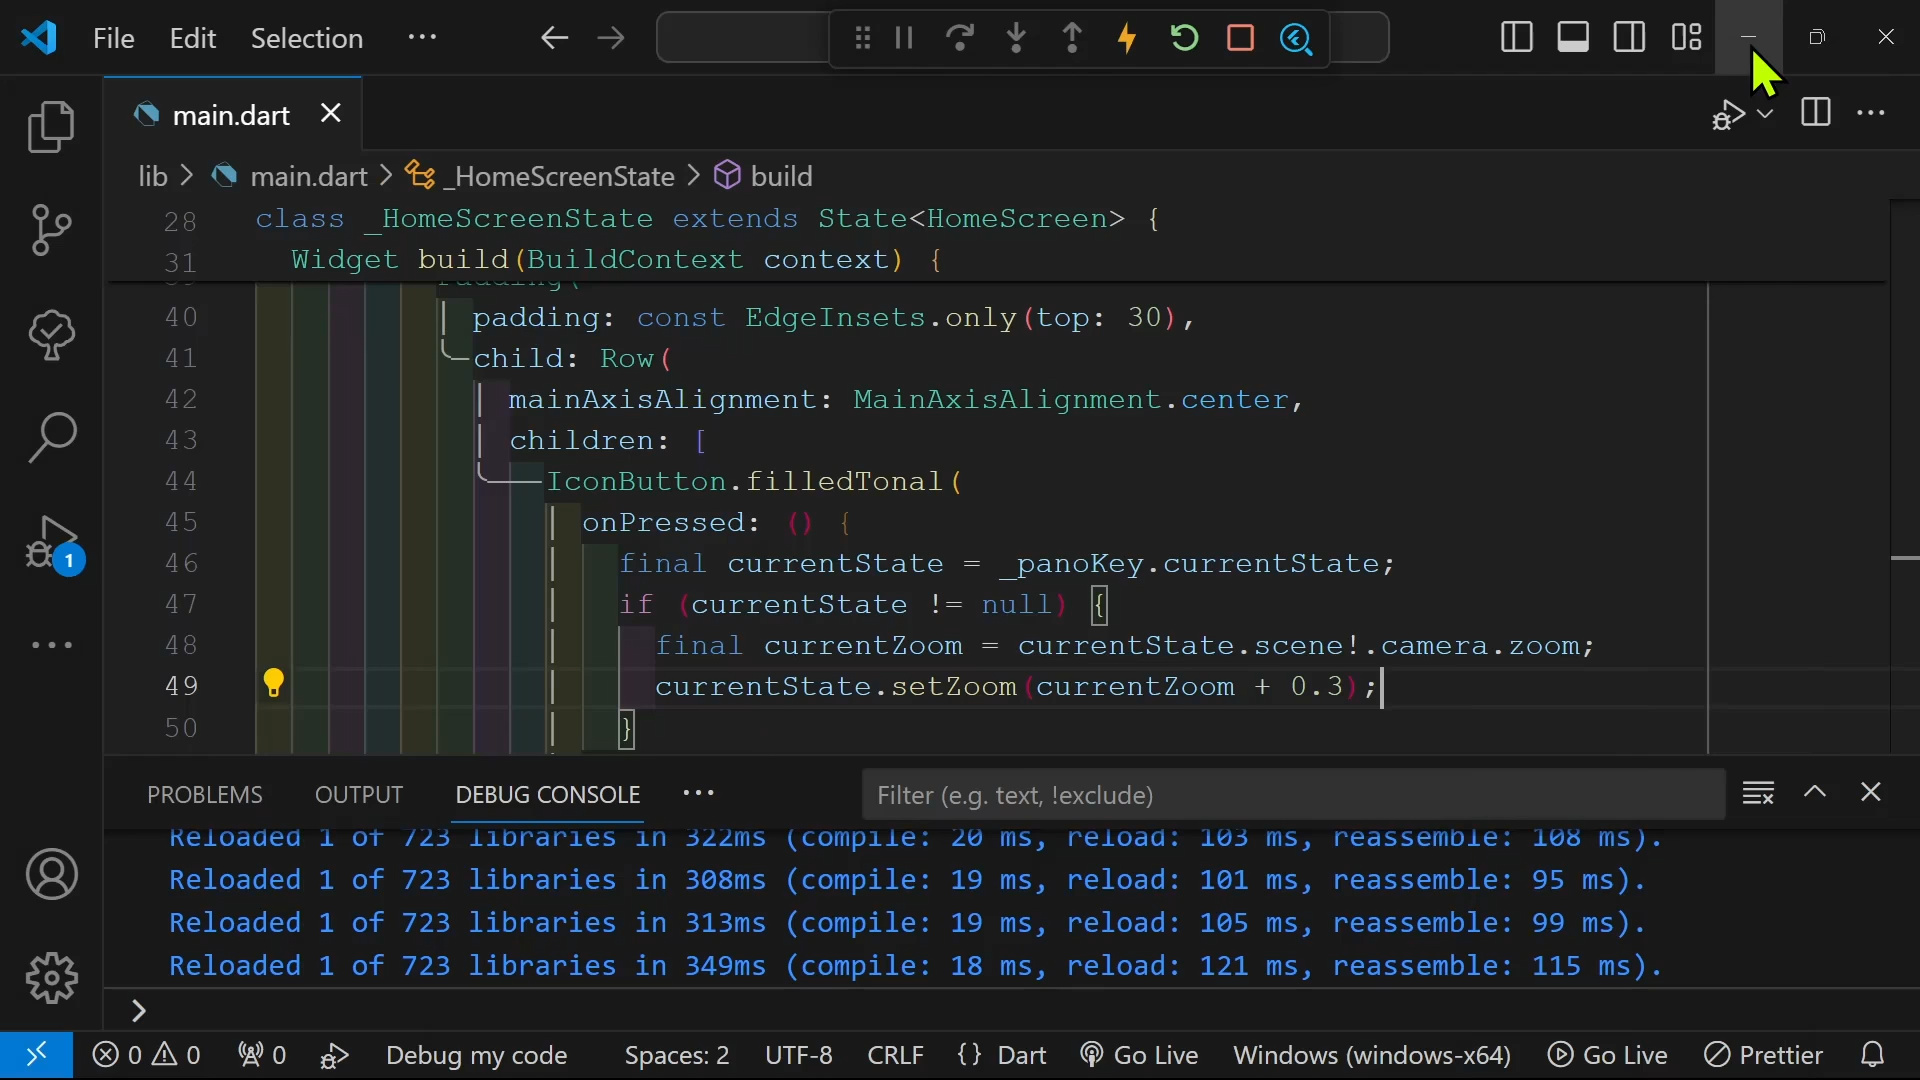 File Edit Selection ···
main.dart
lib > main.dart > _HomeScreenState > build
28 class _HomeScreenState extends State<HomeScreen> {
31 Widget build(BuildContext context) {
40 padding: const EdgeInsets.only(top: 30),
41 child: Row(
42 mainAxisAlignment: MainAxisAlignment.center,
43 children: [
44 IconButton.filledTonal(
45 onPressed: () {
46 final currentState = _panoKey.currentState;
47 if (currentState != null) {
48 final currentZoom = currentState.scene!.camera.zoom;
49 currentState.setZoom(currentZoom + 0.3);
50 }
1
PROBLEMS OUTPUT DEBUG CONSOLE ··· Filter (e.g. text, !exclude)
Reloaded 1 of 723 libraries in 322ms (compile: 20 ms, reload: 103 ms, reassemble: 108 ms).
Reloaded 1 of 723 libraries in 308ms (compile: 19 ms, reload: 101 ms, reassemble: 95 ms).
Reloaded 1 of 723 libraries in 313ms (compile: 19 ms, reload: 105 ms, reassemble: 99 ms).
Reloaded 1 of 723 libraries in 349ms (compile: 18 ms, reload: 121 ms, reassemble: 115 ms).
>
0 0 0 Debug my code Spaces: 2 UTF-8 CRLF {} Dart Go Live Windows (windows-x64) Go Live Prettier